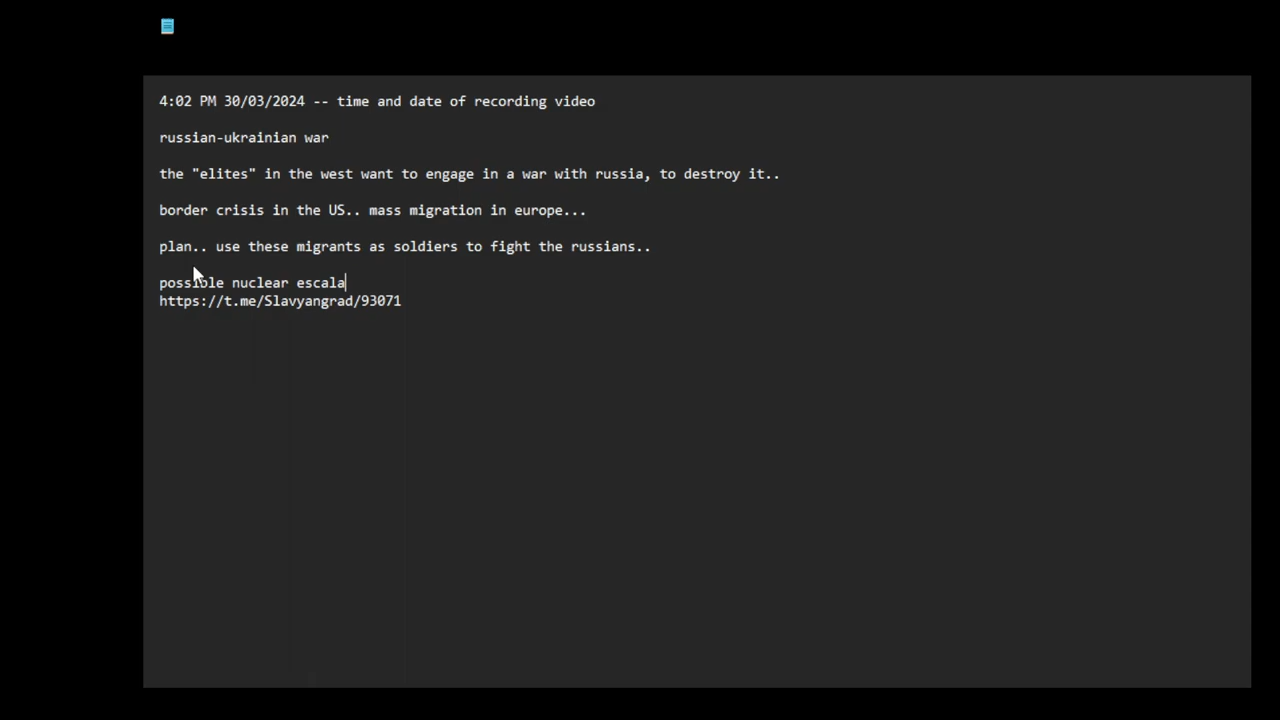 4:02 PM 30/03/2024 -- time and date of recording video
russian-ukrainian war
the "elites" in the west want to engage in a war with russia, to destroy it..
border crisis in the US.. mass migration in europe...
plan.. use these migrants as soldiers to fight the russians..
possible nuclear escala
https://t.me/Slavyangrad/93071